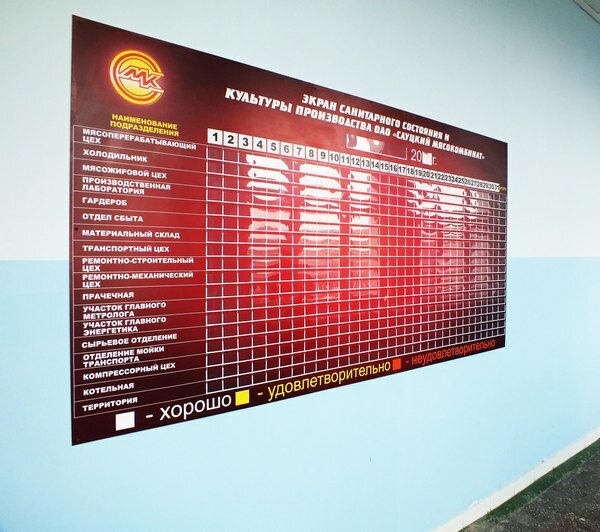 СМК
ЭКРАН САНИТАРНОГО СОСТОЯНИЯ И
КУЛЬТУРЫ ПРОИЗВОДСТВА ОАО «СЛУЦКИЙ МЯСОКОМБИНАТ»
20 г.
НАИМЕНОВАНИЕ
ПОДРАЗДЕЛЕНИЯ
1 2 3 4 5 6 7 8 9 10 11 12 13 14 15 16 17 18 19 20 21 22 23 24 25 26 27 28 29 30 31
МЯСОПЕРЕРАБАТЫВАЮЩИЙ
ЦЕХ
ХОЛОДИЛЬНИК
МЯСОЖИРОВОЙ ЦЕХ
ПРОИЗВОДСТВЕННАЯ
ЛАБОРАТОРИЯ
ГАРДЕРОБ
ОТДЕЛ СБЫТА
МАТЕРИАЛЬНЫЙ СКЛАД
ТРАНСПОРТНЫЙ ЦЕХ
РЕМОНТНО-СТРОИТЕЛЬНЫЙ
ЦЕХ
РЕМОНТНО-МЕХАНИЧЕСКИЙ
ЦЕХ
ПРАЧЕЧНАЯ
УЧАСТОК ГЛАВНОГО
МЕТРОЛОГА
УЧАСТОК ГЛАВНОГО
ЭНЕРГЕТИКА
СЫРЬЕВОЕ ОТДЕЛЕНИЕ
ОТДЕЛЕНИЕ МОЙКИ
ТРАНСПОРТА
КОМПРЕССОРНЫЙ ЦЕХ
КОТЕЛЬНАЯ
ТЕРРИТОРИЯ
- хорошо - удовлетворительно - неудовлетворительно